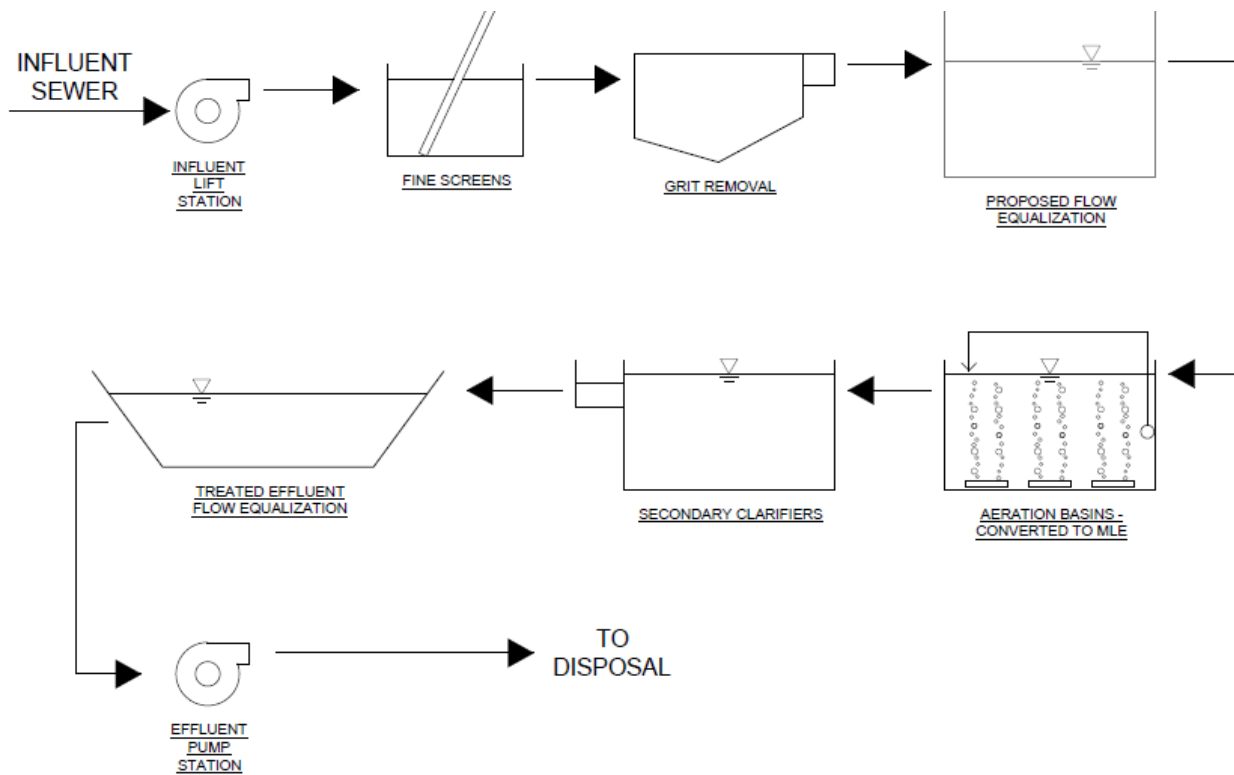 INFLUENT
SEWER
INFLUENT
LIFT
STATION
FINE SCREENS
GRIT REMOVAL
PROPOSED FLOW
EQUALIZATION
TREATED EFFLUENT
FLOW EQUALIZATION
SECONDARY CLARIFIERS
AERATION BASINS -
CONVERTED TO MLE
EFFLUENT
PUMP
STATION
TO
DISPOSAL